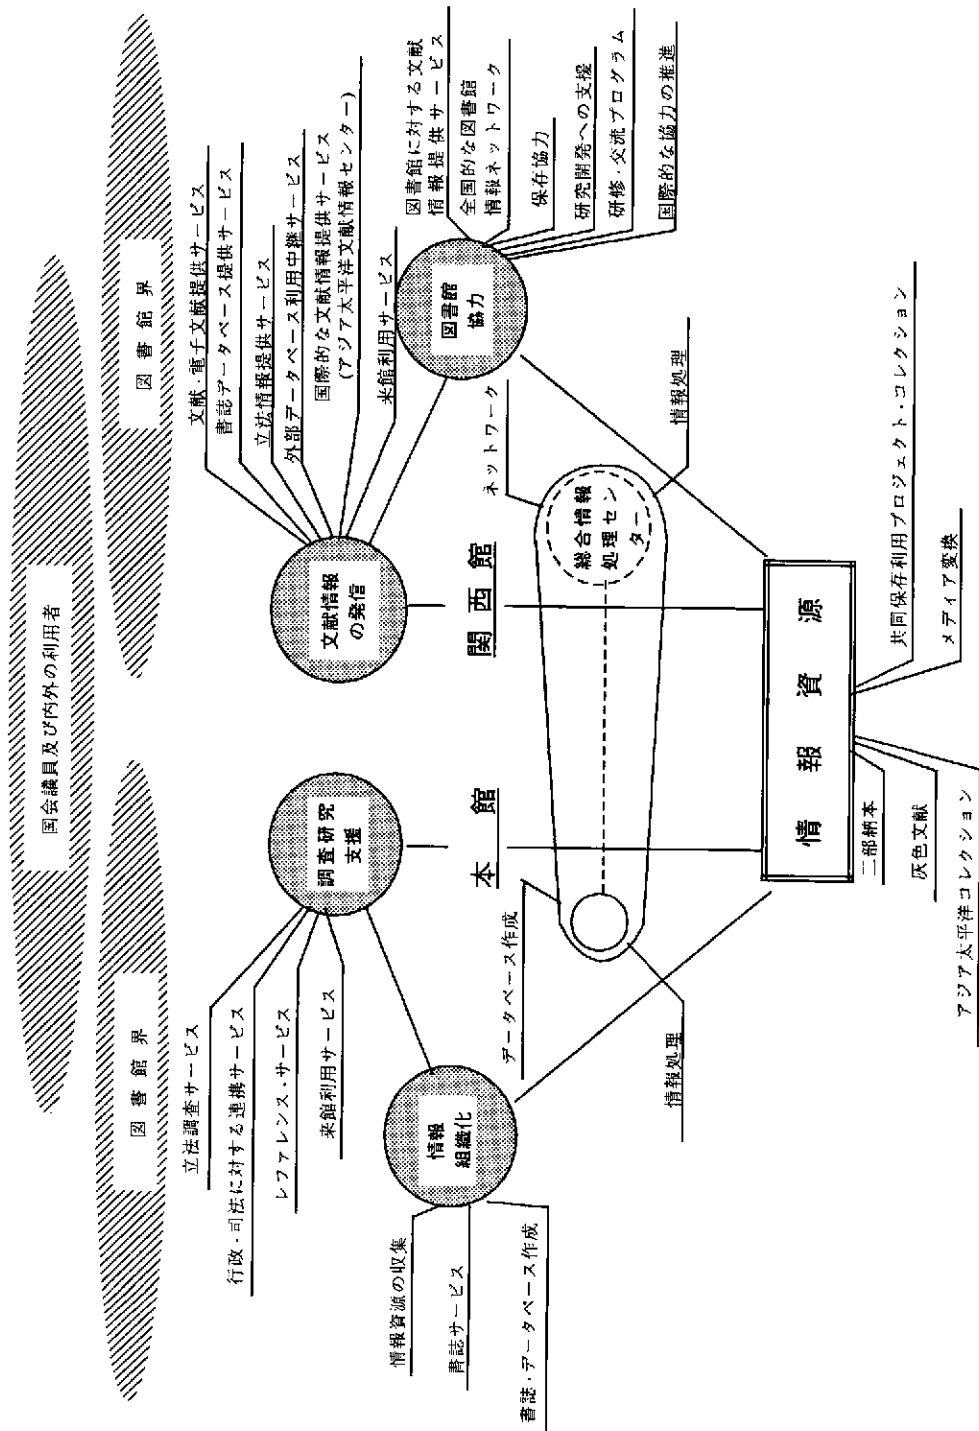 国会議員及び内外の利用者
図書館界
図書館界
立法調査サービス
行政・司法に対する連携サービス
レファレンス・サービス
来館利用サービス
調査研究
支援
文献・電子文献提供サービス
書誌データベース提供サービス
立法情報提供サービス
外部データベース利用中継サービス
国際的な文献情報提供サービス
(アジア太平洋文献情報センター)
来館利用サービス
文献情報
の発信
情報資源の収集
書誌サービス
書誌・データベース作成
情報
組織化
図書館に対する文献
情報提供サービス
全国的な図書館
情報ネットワーク
保存協力
研究開発への支援
研修・交流プログラム
国際的な協力の推進
図書館
協力
本館
関西館
データベース作成
情報処理
ネットワーク
総合情報
処理セン
ター
情報処理
情報資源
二部納本
灰色文献
アジア太平洋コレクション
共同保存利用プロジェクト・コレクション
メディア変換